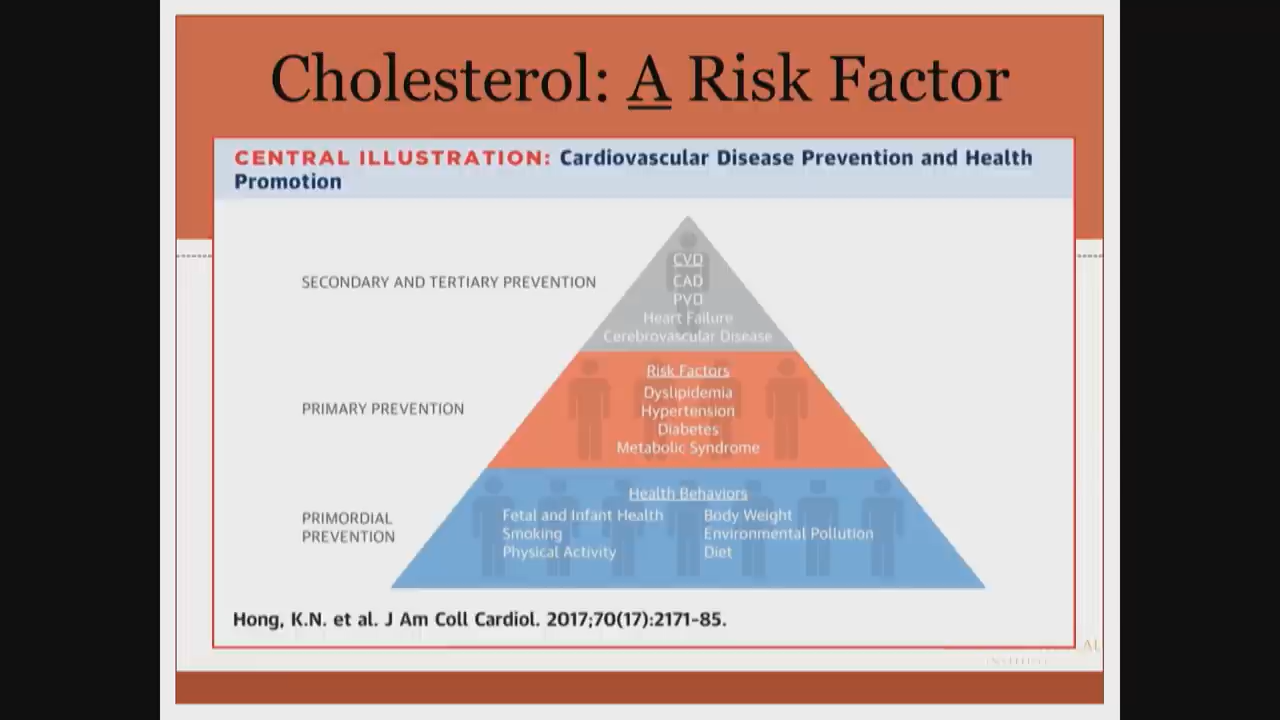 Cholesterol: A Risk Factor
CENTRAL ILLUSTRATION: Cardiovascular Disease Prevention and Health
Promotion
SECONDARY AND TERTIARY PREVENTION
CVD
CAD
PVD
Heart Failure
Cerebrovascular Disease
PRIMARY PREVENTION
Risk Factors
Dyslipidemia
Hypertension
Diabetes
Metabolic Syndrome
PRIMORDIAL
PREVENTION
Health Behaviors
Fetal and Infant Health
Smoking
Physical Activity
Body Weight
Environmental Pollution
Diet
Hong, K.N. et al. J Am Coll Cardiol. 2017;70(17):2171-85.